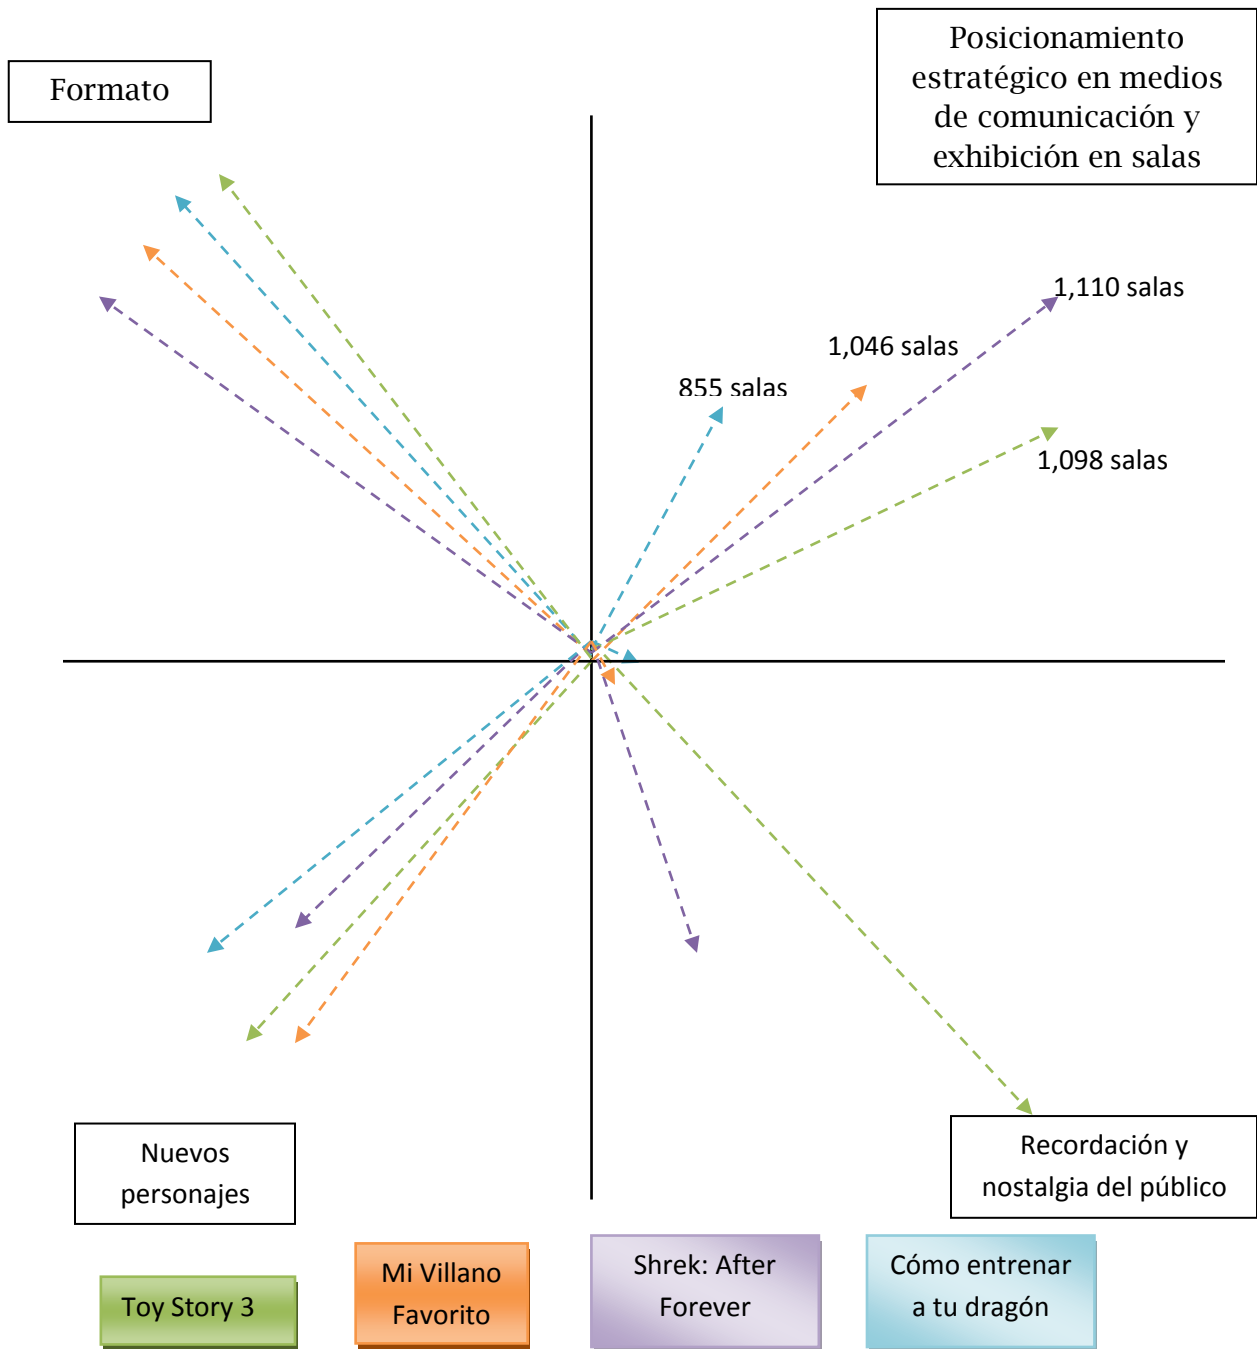 Formato
Posicionamiento
estratégico en medios
de comunicación y
exhibición en salas
1,110 salas
1,046 salas
855 salas
1,098 salas
Nuevos
personajes
Recordación y
nostalgia del público
Toy Story 3
Mi Villano
Favorito
Shrek: After
Forever
Cómo entrenar
a tu dragón